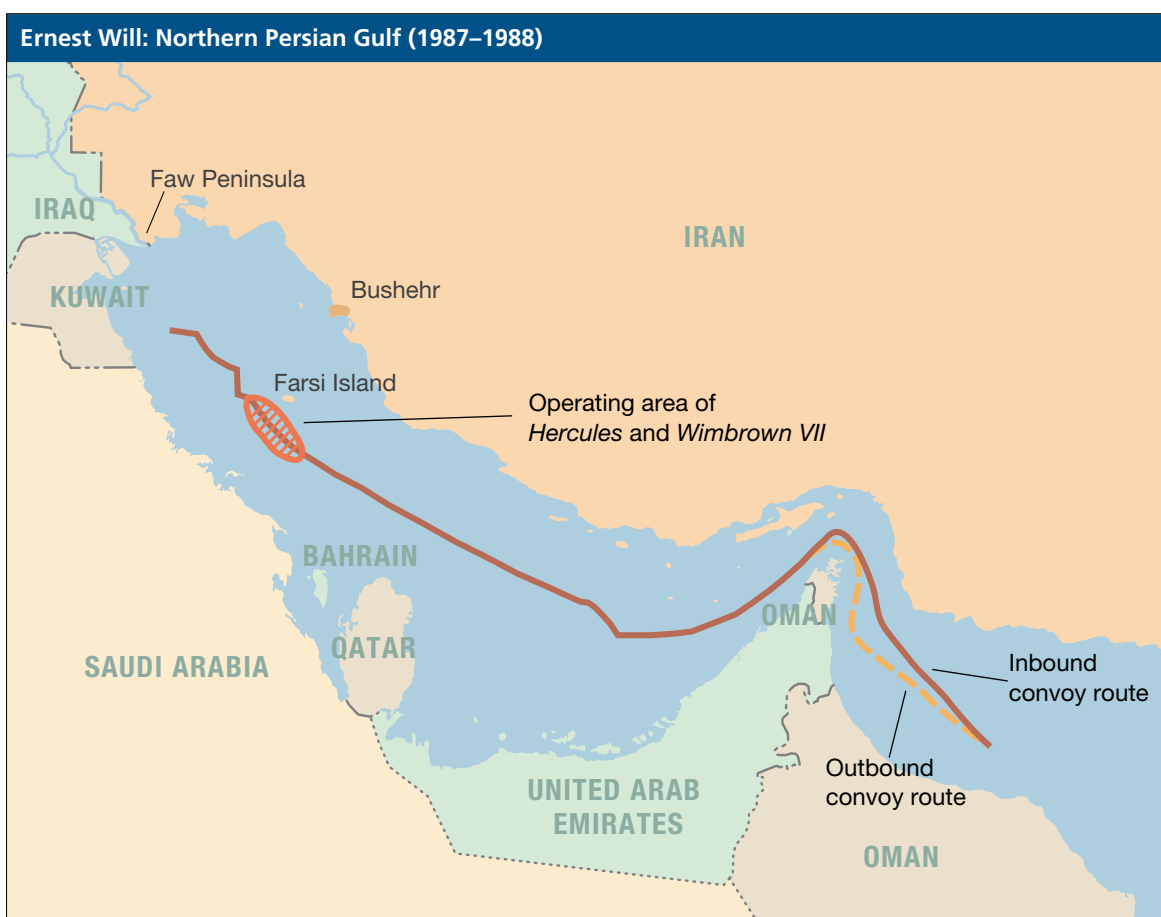 Ernest Will: Northern Persian Gulf (1987–1988)
Faw Peninsula
IRAQ
IRAN
KUWAIT
Bushehr
Farsi Island
Operating area of
Hercules and Wimbrown VII
BAHRAIN
OMAN
QATAR
SAUDI ARABIA
Inbound
convoy route
Outbound
convoy route
UNITED ARAB
EMIRATES
OMAN